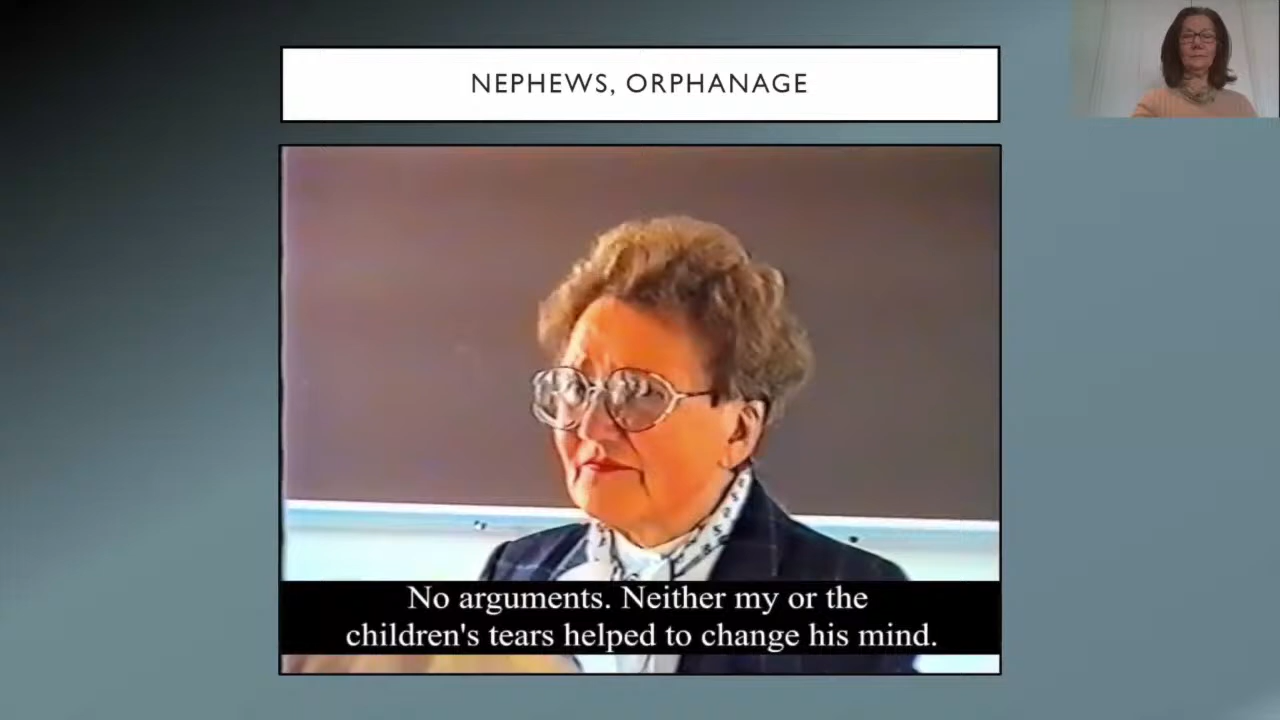 NEPHEWS, ORPHANAGE
No arguments. Neither my or the
children's tears helped to change his mind.